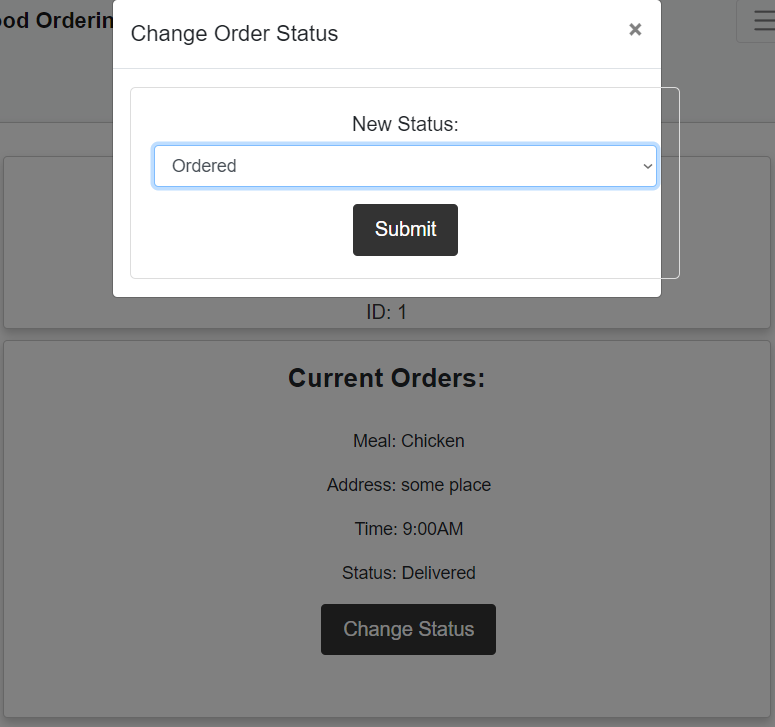 ood Orderin
Change Order Status
×
New Status:
Ordered
Submit
ID: 1
Current Orders:
Meal: Chicken
Address: some place
Time: 9:00AM
Status: Delivered
Change Status